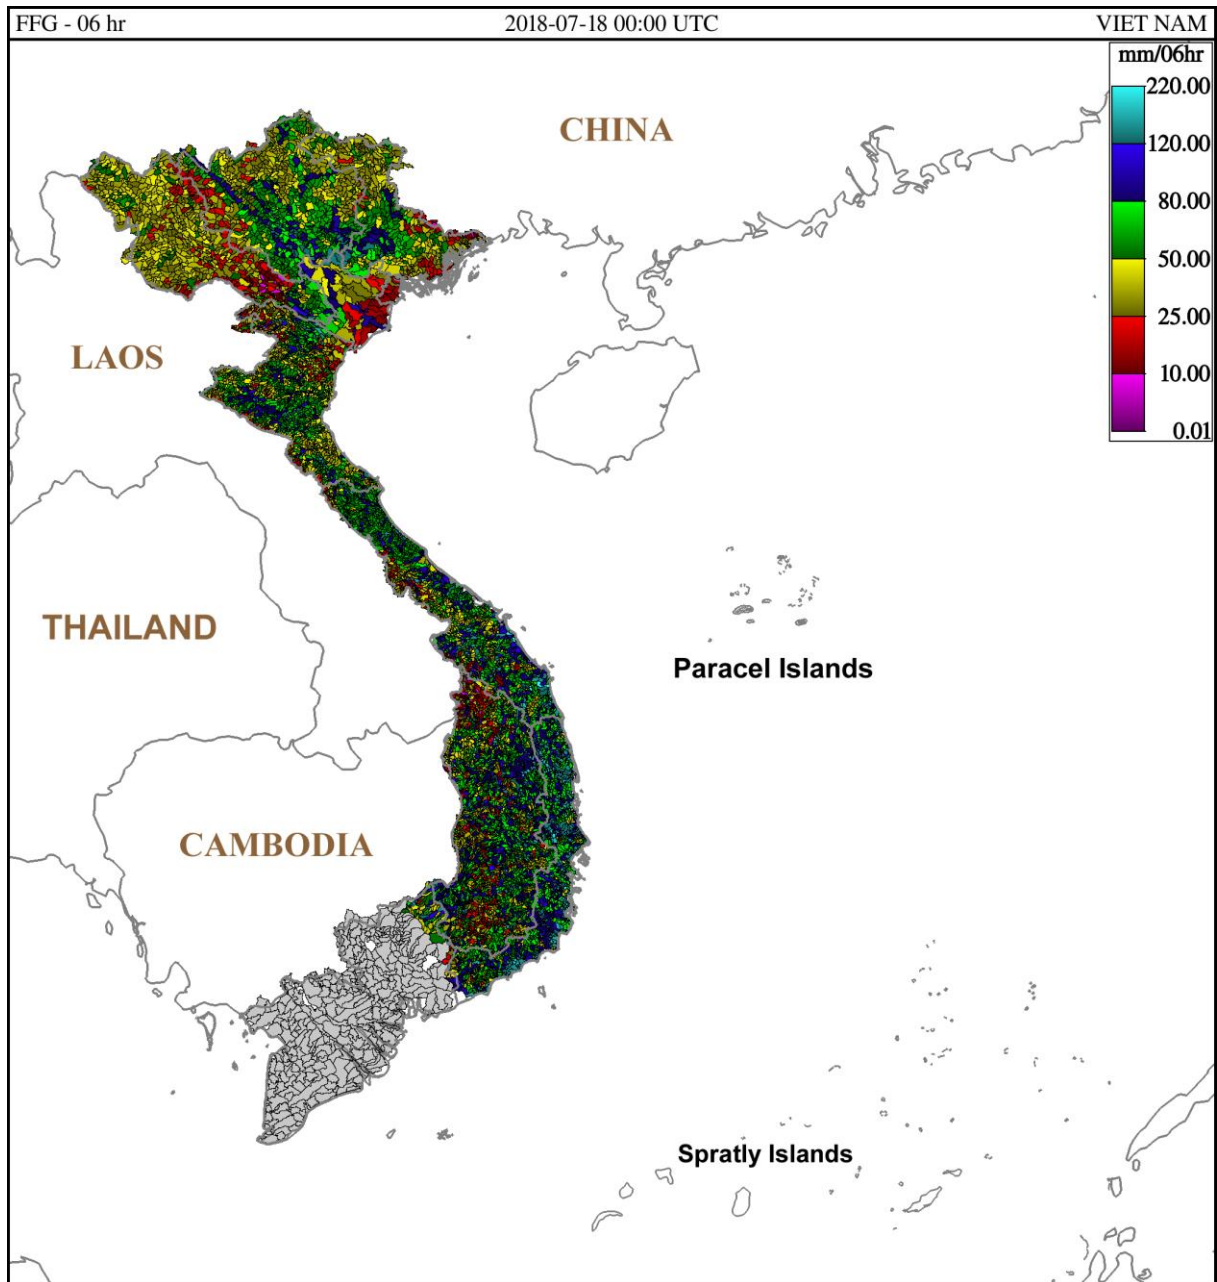 FFG - 06 hr 2018-07-18 00:00 UTC VIET NAM
mm/06hr
220.00
120.00
80.00
50.00
25.00
10.00
0.01
CHINA
LAOS
THAILAND
Paracel Islands
CAMBODIA
Spratly Islands